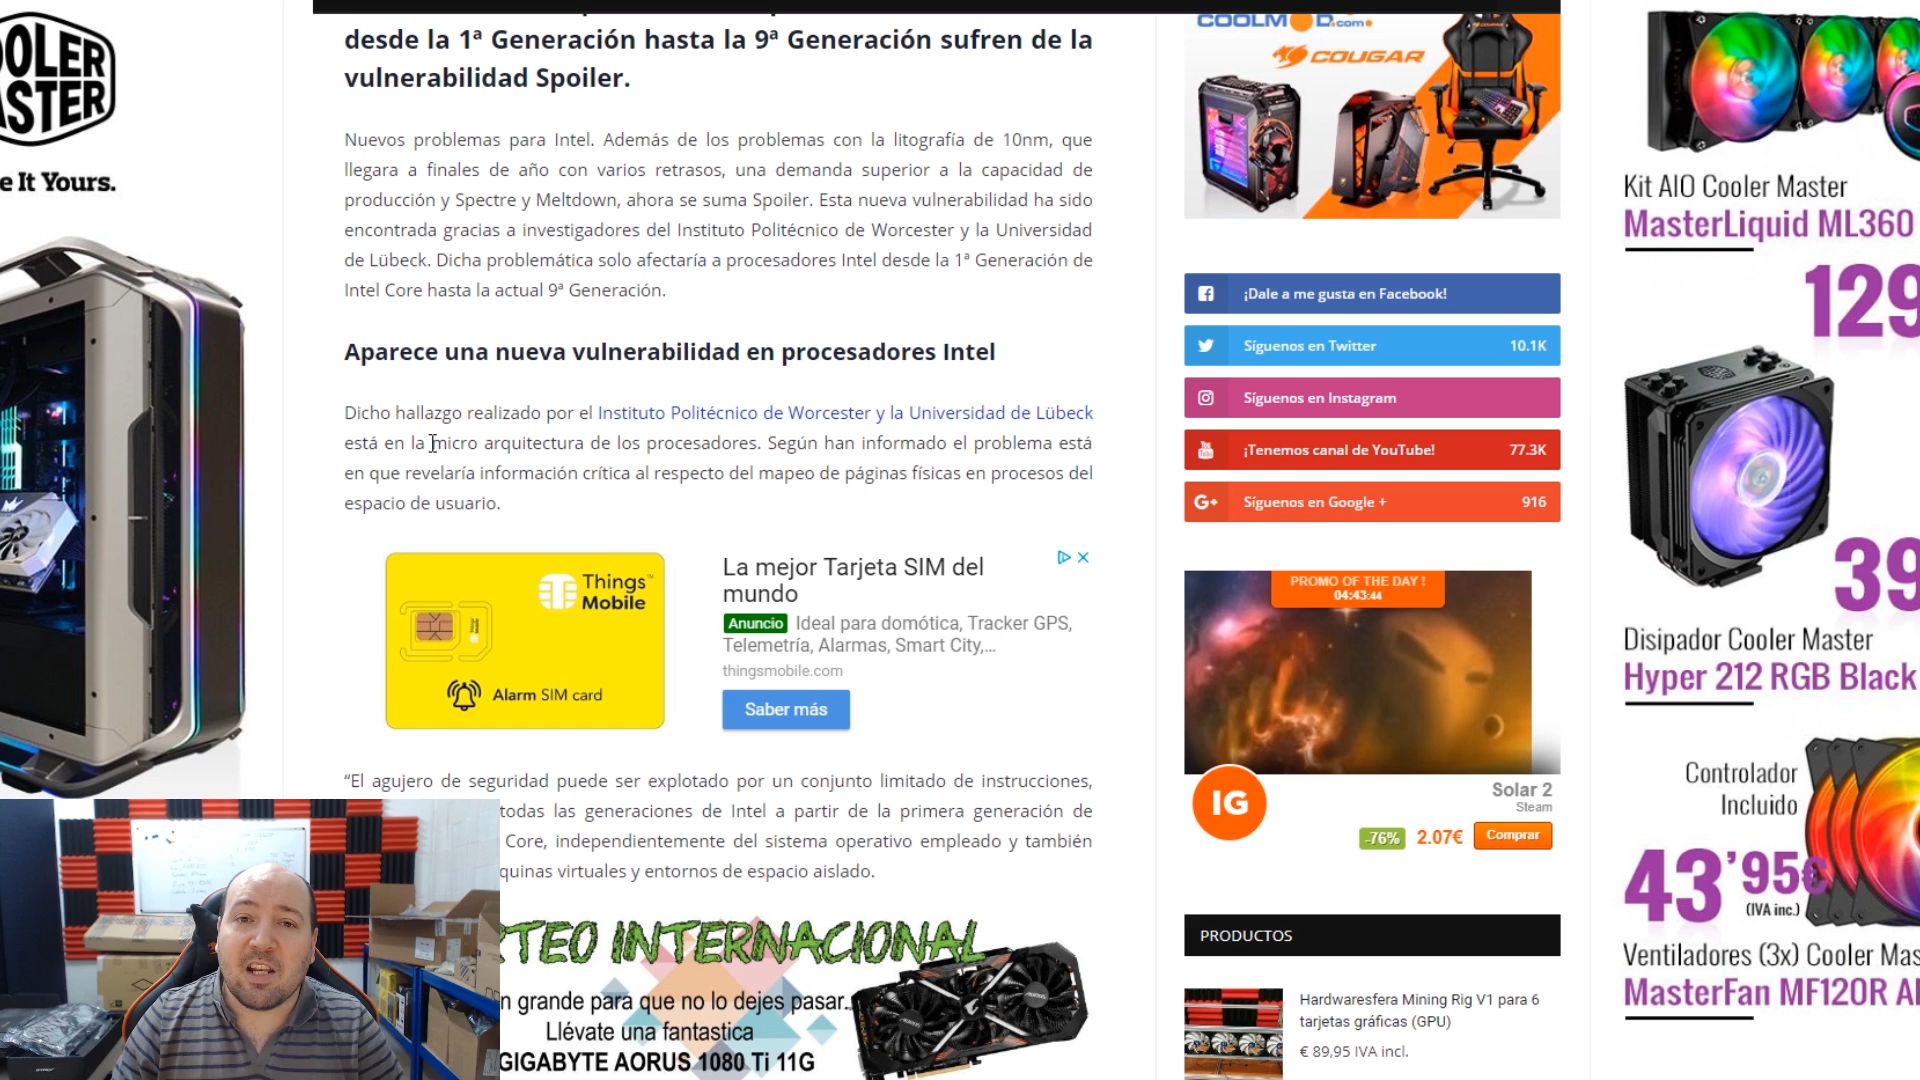 desde la 1ª Generación hasta la 9ª Generación sufren de la
vulnerabilidad Spoiler.
Nuevos problemas para Intel. Además de los problemas con la litografía de 10nm, que
llegara a finales de año con varios retrasos, una demanda superior a la capacidad de
producción y Spectre y Meltdown, ahora se suma Spoiler. Esta nueva vulnerabilidad ha sido
encontrada gracias a investigadores del Instituto Politécnico de Worcester y la Universidad
de Lübeck. Dicha problemática solo afectaría a procesadores Intel desde la 1ª Generación de
Intel Core hasta la actual 9ª Generación.
Aparece una nueva vulnerabilidad en procesadores Intel
Dicho hallazgo realizado por el Instituto Politécnico de Worcester y la Universidad de Lübeck
está en la micro arquitectura de los procesadores. Según han informado el problema está
en que revelaría información crítica al respecto del mapeo de páginas físicas en procesos del
espacio de usuario.
Things
Mobile
Alarm SIM card
La mejor Tarjeta SIM del
mundo
Anuncio Ideal para domótica, Tracker GPS,
Telemetría, Alarmas, Smart City,...
thingsmobile.com
Saber más
“El agujero de seguridad puede ser explotado por un conjunto limitado de instrucciones,
todas las generaciones de Intel a partir de la primera generación de
Core, independientemente del sistema operativo empleado y también
quinas virtuales y entornos de espacio aislado.
RTEO INTERNACIONAL
n grande para que no lo dejes pasar..
Llévate una fantastica
GIGABYTE AORUS 1080 Ti 11G
OOLER
ASTER
e It Yours.
COOLMOD.com
COUGAR
¡Dale a me gusta en Facebook!
Síguenos en Twitter 10.1K
Síguenos en Instagram
¡Tenemos canal de YouTube! 77.3K
G+ Síguenos en Google + 916
PROMO OF THE DAY !
04:43:44
IG
Solar 2
Steam
-76% 2.07€ Comprar
PRODUCTOS
Hardwaresfera Mining Rig V1 para 6
tarjetas gráficas (GPU)
€ 89,95 IVA incl.
Kit AIO Cooler Master
MasterLiquid ML360
129
39
Disipador Cooler Master
Hyper 212 RGB Black
Controlador
Incluido
43’95€
(IVA inc.)
Ventiladores (3x) Cooler Mas
MasterFan MF120R A